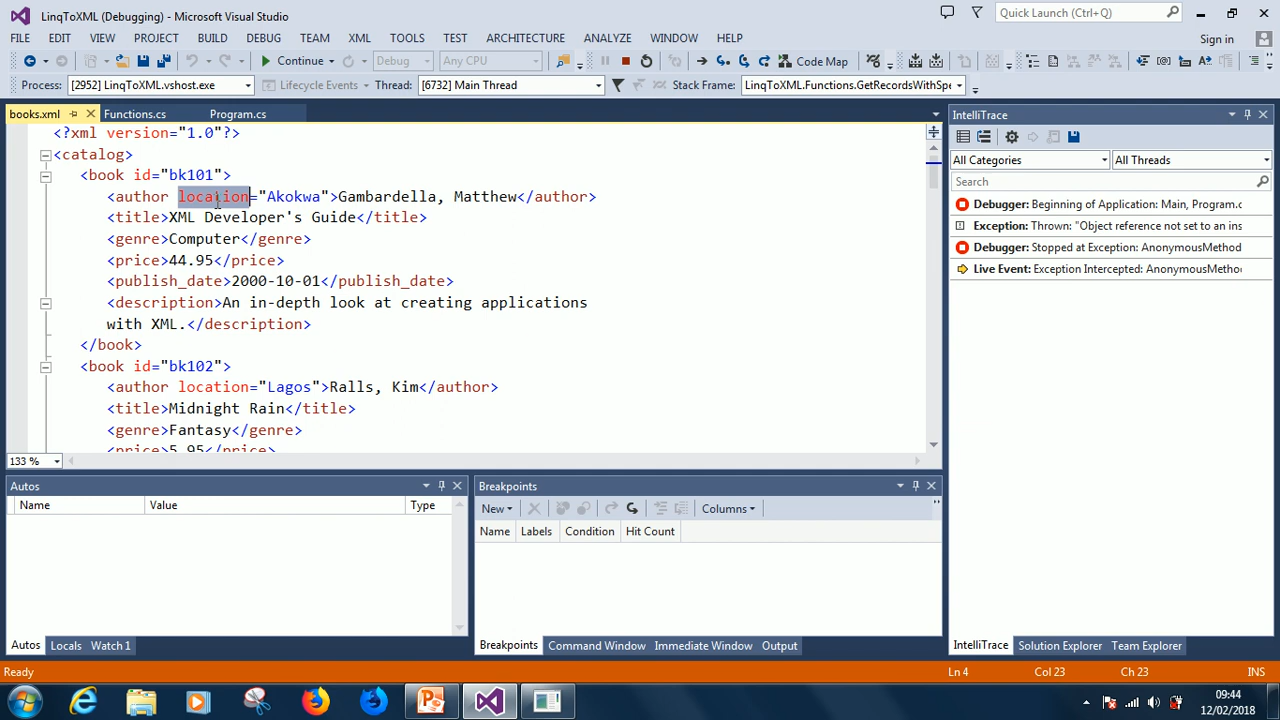 LinqToXML (Debugging) - Microsoft Visual Studio
Quick Launch (Ctrl+Q)
FILE EDIT VIEW PROJECT BUILD DEBUG TEAM XML TOOLS TEST ARCHITECTURE ANALYZE WINDOW HELP
Sign in
Continue Debug Any CPU Code Map
Process: [2952] LinqToXML.vshost.exe Lifecycle Events Thread: [6732] Main Thread Stack Frame: LinqToXML.Functions.GetRecordsWithSpe
books.xml Functions.cs Program.cs
<?xml version="1.0"?>
<catalog>
<book id="bk101">
<author location="Akokwa">Gambardella, Matthew</author>
<title>XML Developer's Guide</title>
<genre>Computer</genre>
<price>44.95</price>
<publish_date>2000-10-01</publish_date>
<description>An in-depth look at creating applications
with XML.</description>
</book>
<book id="bk102">
<author location="Lagos">Ralls, Kim</author>
<title>Midnight Rain</title>
<genre>Fantasy</genre>
<price>5.95</price>
133 %
IntelliTrace
All Categories All Threads
Search
Debugger: Beginning of Application: Main, Program.c
Exception: Thrown: "Object reference not set to an ins
Debugger: Stopped at Exception: AnonymousMethod
Live Event: Exception Intercepted: AnonymousMetho
Autos
Name Value Type
Autos Locals Watch 1
Breakpoints
New Columns
Name Labels Condition Hit Count
Breakpoints Command Window Immediate Window Output
IntelliTrace Solution Explorer Team Explorer
Ready Ln 4 Col 23 Ch 23 INS
09:44
12/02/2018